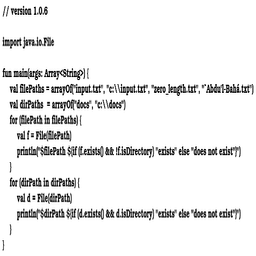 // version 1.0.6
import java.io.File
fun main(args: Array<String>) {
val filePaths = arrayOf("input.txt", "c:\\input.txt", "zero_length.txt", "`Abdu'l-Bahá.txt")
val dirPaths = arrayOf("docs", "c:\\docs")
for (filePath in filePaths) {
val f = File(filePath)
println("$filePath ${if (f.exists() && !f.isDirectory) "exists" else "does not exist"}")
}
for (dirPath in dirPaths) {
val d = File(dirPath)
println("$dirPath ${if (d.exists() && d.isDirectory) "exists" else "does not exist"}")
}
}